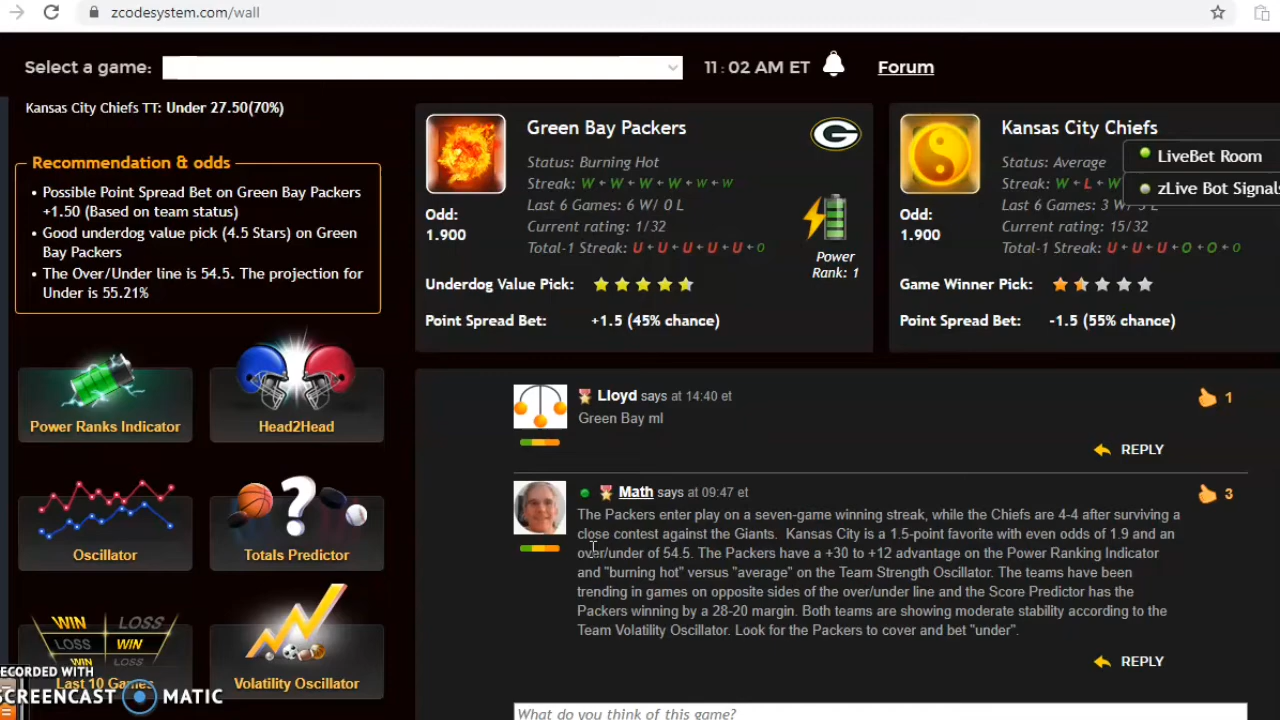 zcodesystem.com/wall
Select a game:
11:02 AM ET
Forum
Kansas City Chiefs TT: Under 27.50(70%)
Recommendation & odds
Possible Point Spread Bet on Green Bay Packers
+1.50 (Based on team status)
Good underdog value pick (4.5 Stars) on Green
Bay Packers
The Over/Under line is 54.5. The projection for
Under is 55.21%
Power Ranks Indicator
Head2Head
Oscillator
Totals Predictor
WIN LOSS
LOSS WIN
WIN LOSS
Last 10 Games
Volatility Oscillator
RECORDED WITH
SCREENCAST MATIC
Green Bay Packers
Status: Burning Hot
Streak: W W W W W W
Last 6 Games: 6 W/ 0 L
Current rating: 1/32
Total-1 Streak: U U U U U O
Odd:
1.900
Power
Rank: 1
G
Underdog Value Pick:
Point Spread Bet: +1.5 (45% chance)
Kansas City Chiefs
Status: Average
Streak: W L W
Last 6 Games: 3 W/ 3 L
Current rating: 15/32
Total-1 Streak: U U U O O O
Odd:
1.900
Game Winner Pick:
Point Spread Bet: -1.5 (55% chance)
LiveBet Room
zLive Bot Signals
Lloyd says at 14:40 et
Green Bay ml
1
REPLY
Math says at 09:47 et
3
The Packers enter play on a seven-game winning streak, while the Chiefs are 4-4 after surviving a
close contest against the Giants. Kansas City is a 1.5-point favorite with even odds of 1.9 and an
over/under of 54.5. The Packers have a +30 to +12 advantage on the Power Ranking Indicator
and "burning hot" versus "average" on the Team Strength Oscillator. The teams have been
trending in games on opposite sides of the over/under line and the Score Predictor has the
Packers winning by a 28-20 margin. Both teams are showing moderate stability according to the
Team Volatility Oscillator. Look for the Packers to cover and bet "under".
REPLY
What do you think of this game?